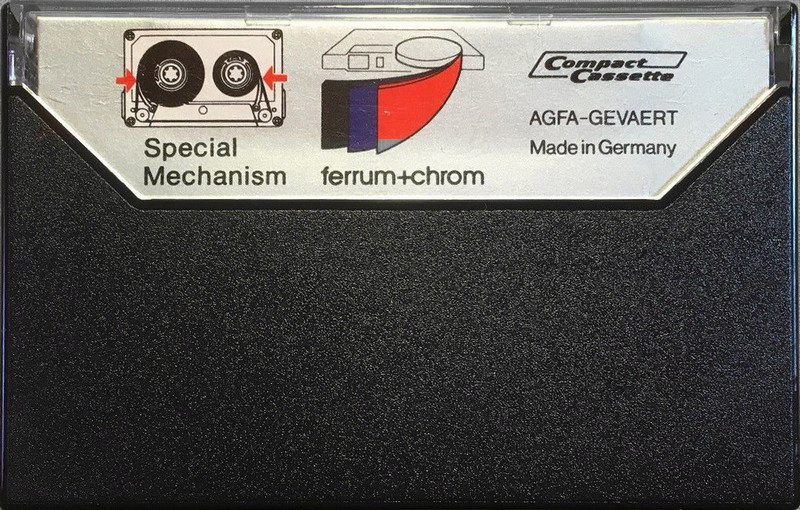 Special
Mechanism
ferrum+chrom
Compact
Cassette
AGFA-GEVAERT
Made in Germany